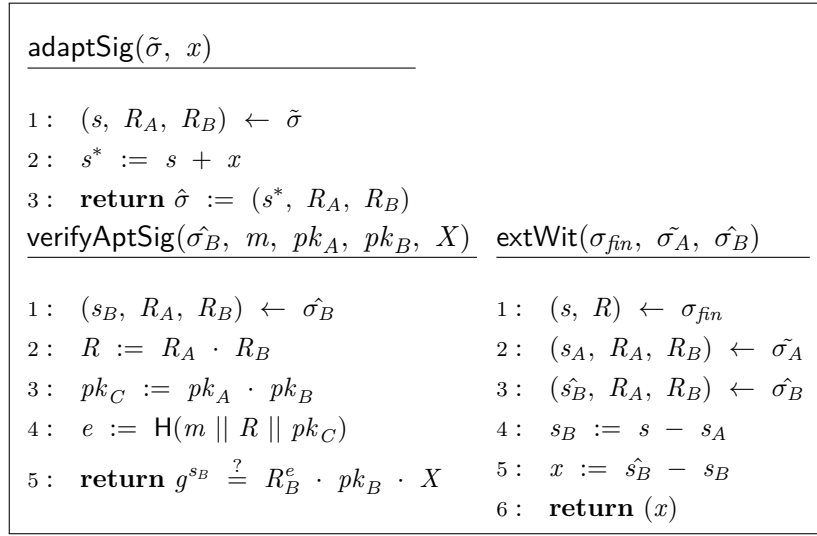 adaptSig(σ̃, x)
1 : (s, R_A, R_B) ← σ̃
2 : s* := s + x
3 : return σ̂ := (s*, R_A, R_B)
verifyAptSig(σ̂_B, m, pk_A, pk_B, X)
1 : (s_B, R_A, R_B) ← σ̂_B
2 : R := R_A · R_B
3 : pk_C := pk_A · pk_B
4 : e := H(m || R || pk_C)
5 : return g^{s_B} ≟ R_B^e · pk_B · X
extWit(σ_fin, σ̃_A, σ̂_B)
1 : (s, R) ← σ_fin
2 : (s_A, R_A, R_B) ← σ̃_A
3 : (ŝ_B, R_A, R_B) ← σ̂_B
4 : s_B := s − s_A
5 : x := ŝ_B − s_B
6 : return (x)